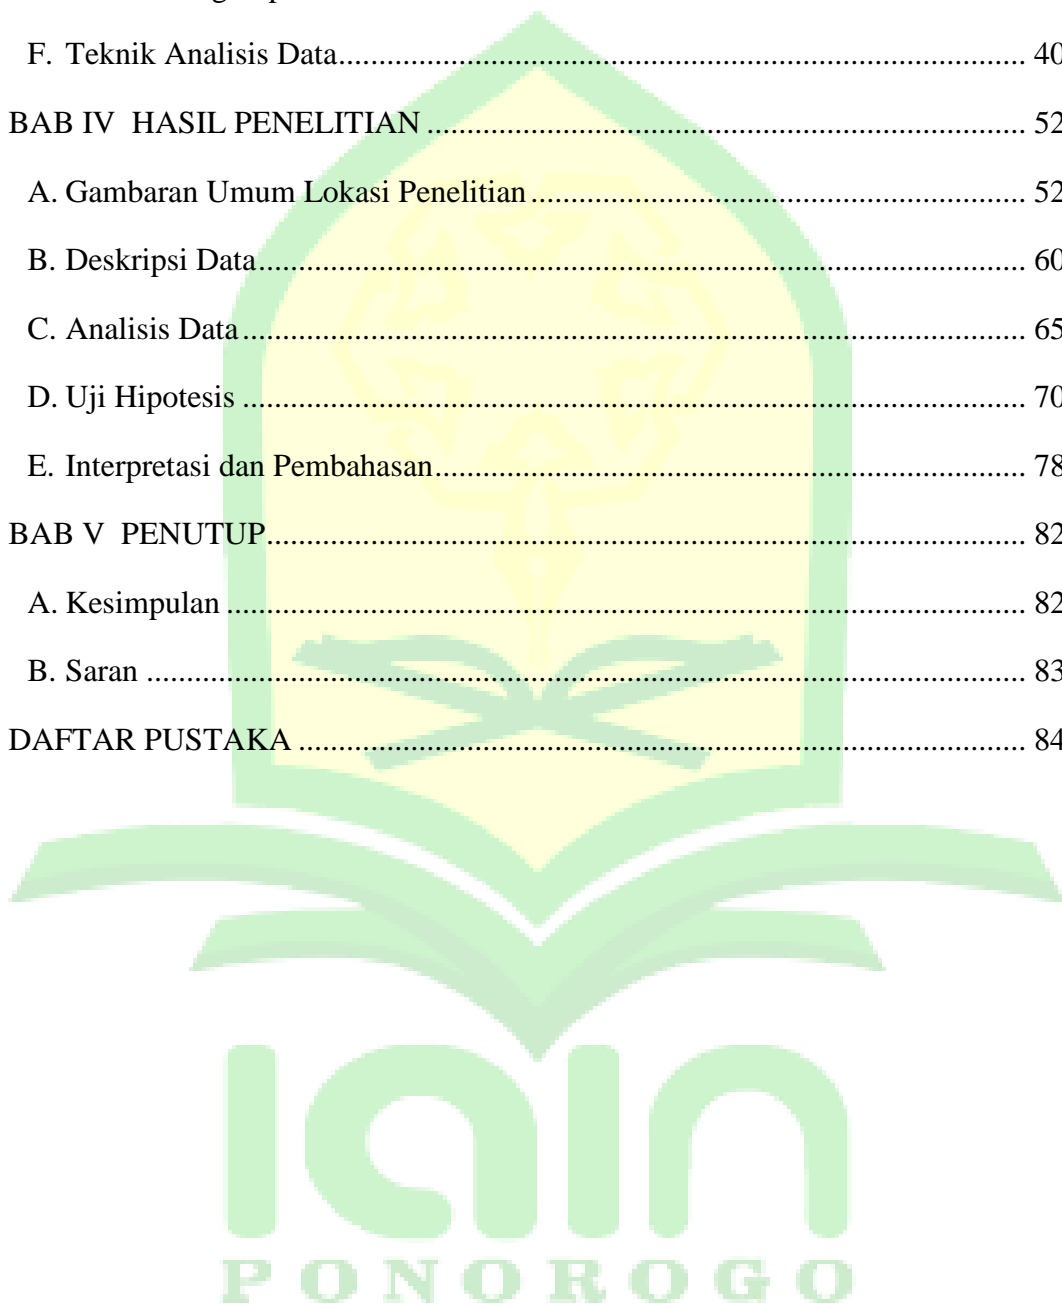 F. Teknik Analisis Data.................................................................................... 40
BAB IV  HASIL PENELITIAN......................................................................... 52
A. Gambaran Umum Lokasi Penelitian............................................................ 52
B. Deskripsi Data............................................................................................. 60
C. Analisis Data............................................................................................... 65
D. Uji Hipotesis............................................................................................... 70
E. Interpretasi dan Pembahasan........................................................................ 78
BAB V  PENUTUP............................................................................................ 82
A. Kesimpulan................................................................................................. 82
B. Saran........................................................................................................... 83
DAFTAR PUSTAKA........................................................................................ 84
IAIN
PONOROGO